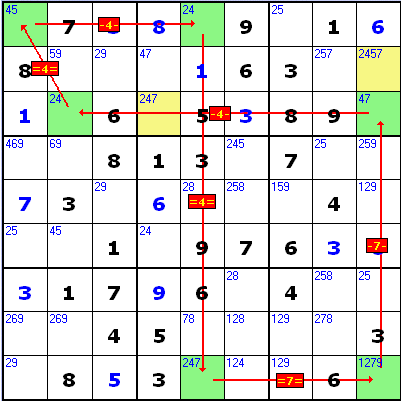 45 24 25
7 -4- 8 9 1 6
59 29 47 257 2457
8 =4= 1 6 3
24 247 47
1 6 5 -4- 3 8 9
469 69 245 25 259
8 1 3 7
29 28 258 159 129
7 3 6 =4= 4
25 45 24
1 9 7 6 3 -7-
28 258 25
3 1 7 9 6 4
269 269 78 128 129 278
4 5 3
29 247 124 129 1279
8 5 3 =7= 6